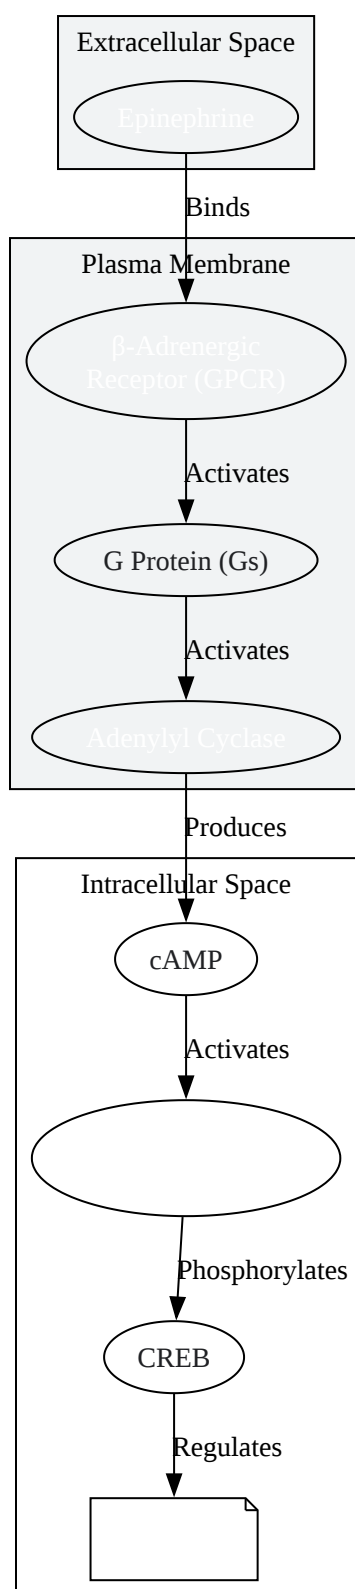 Extracellular Space
Epinephrine
Binds
Plasma Membrane
β-Adrenergic
Receptor (GPCR)
Activates
G Protein (Gs)
Activates
Adenylyl Cyclase
Produces
Intracellular Space
cAMP
Activates
Phosphorylates
CREB
Regulates